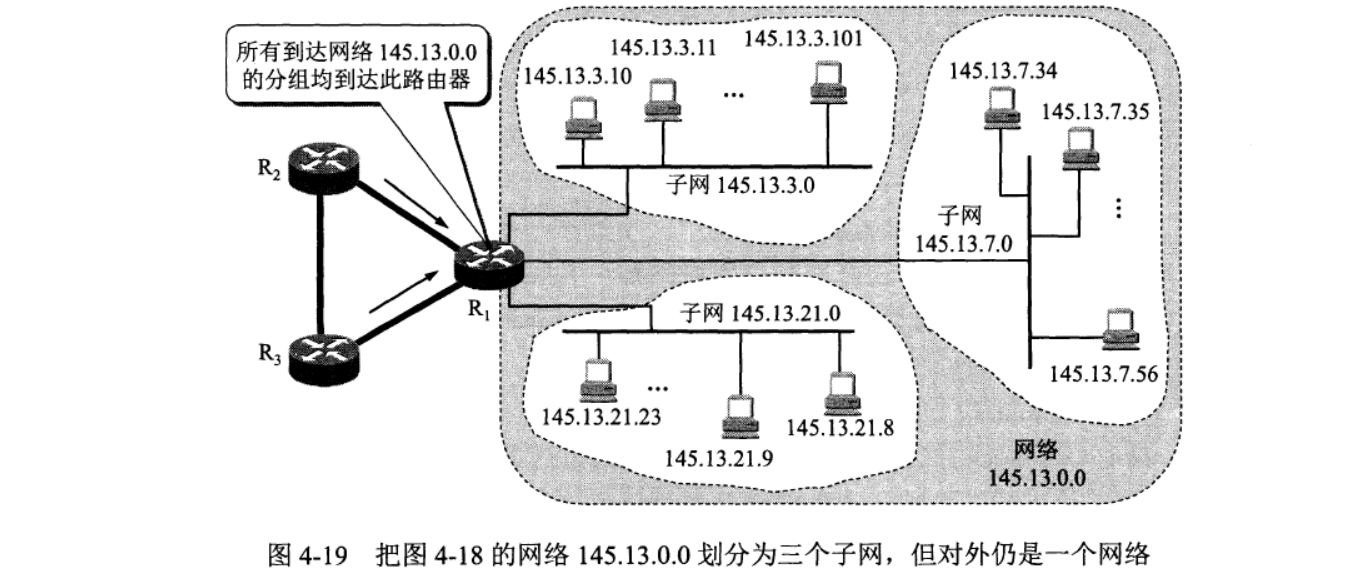 所有到达网络 145.13.0.0
的分组均到达此路由器
145.13.3.10
145.13.3.11
145.13.3.101
···
子网 145.13.3.0
145.13.7.34
145.13.7.35
⋮
子网
145.13.7.0
145.13.7.56
R₂
R₁
R₃
子网 145.13.21.0
···
145.13.21.23
145.13.21.9
145.13.21.8
网络
145.13.0.0
图 4-19 把图 4-18 的网络 145.13.0.0 划分为三个子网，但对外仍是一个网络